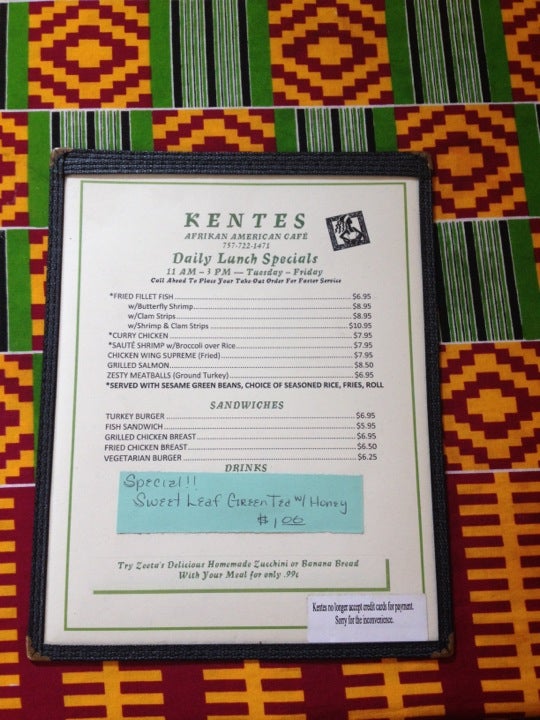 KENTES
AFRIKAN AMERICAN CAFÉ
757-722-1471
Daily Lunch Specials
11 AM – 3 PM — Tuesday – Friday
Call Ahead To Place Your Take-Out Order For Faster Service
*FRIED FILLET FISH $6.95
w/Butterfly Shrimp $8.95
w/Clam Strips $8.95
w/Shrimp & Clam Strips $10.95
*CURRY CHICKEN $7.95
*SAUTÉ SHRIMP w/Broccoli over Rice $7.95
CHICKEN WING SUPREME (Fried) $7.95
GRILLED SALMON $8.50
ZESTY MEATBALLS (Ground Turkey) $6.95
*SERVED WITH SESAME GREEN BEANS, CHOICE OF SEASONED RICE, FRIES, ROLL
SANDWICHES
TURKEY BURGER $6.95
FISH SANDWICH $5.95
GRILLED CHICKEN BREAST $6.95
FRIED CHICKEN BREAST $6.50
VEGETARIAN BURGER $6.25
DRINKS
Special!!
Sweet Leaf Green Tea w/ Honey
$1.00
Try Zeeta's Delicious Homemade Zucchini or Banana Bread
With Your Meal for only .99¢
Kentes no longer accept credit cards for payment.
Sorry for the inconvenience.